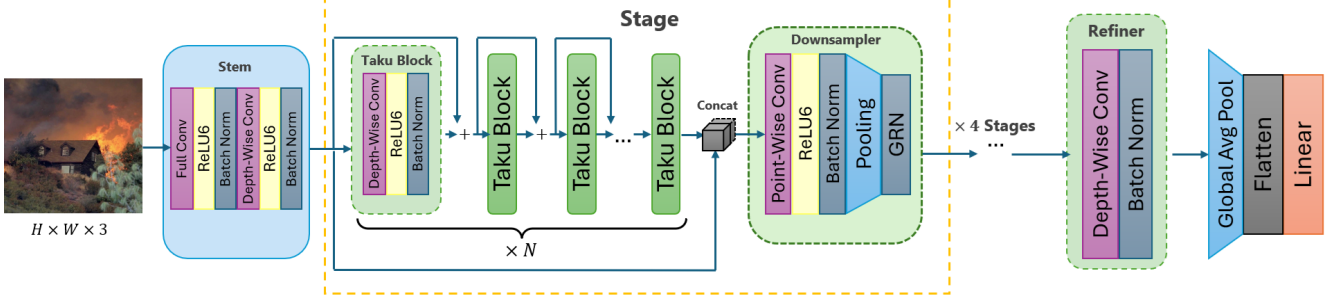 Stage
Stem
Full Conv
ReLU6
Batch Norm
Depth-Wise Conv
ReLU6
Batch Norm
H × W × 3
Taku Block
Depth-Wise Conv
ReLU6
Batch Norm
+
Taku Block
+
Taku Block
...
Taku Block
× N
Concat
Downsampler
Point-Wise Conv
ReLU6
Batch Norm
Pooling
GRN
× 4 Stages
...
Refiner
Depth-Wise Conv
Batch Norm
Global Avg Pool
Flatten
Linear